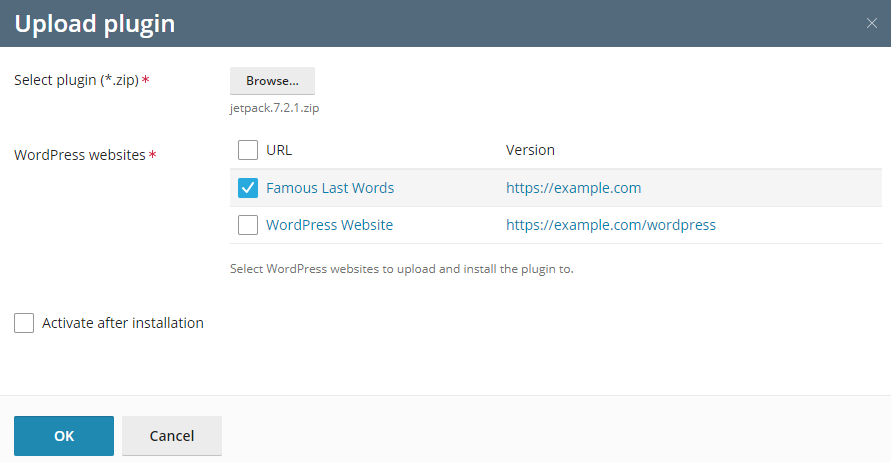 Upload plugin
Select plugin (*.zip) *
Browse...
jetpack.7.2.1.zip
WordPress websites *
URL Version
Famous Last Words https://example.com
WordPress Website https://example.com/wordpress
Select WordPress websites to upload and install the plugin to.
Activate after installation
OK Cancel